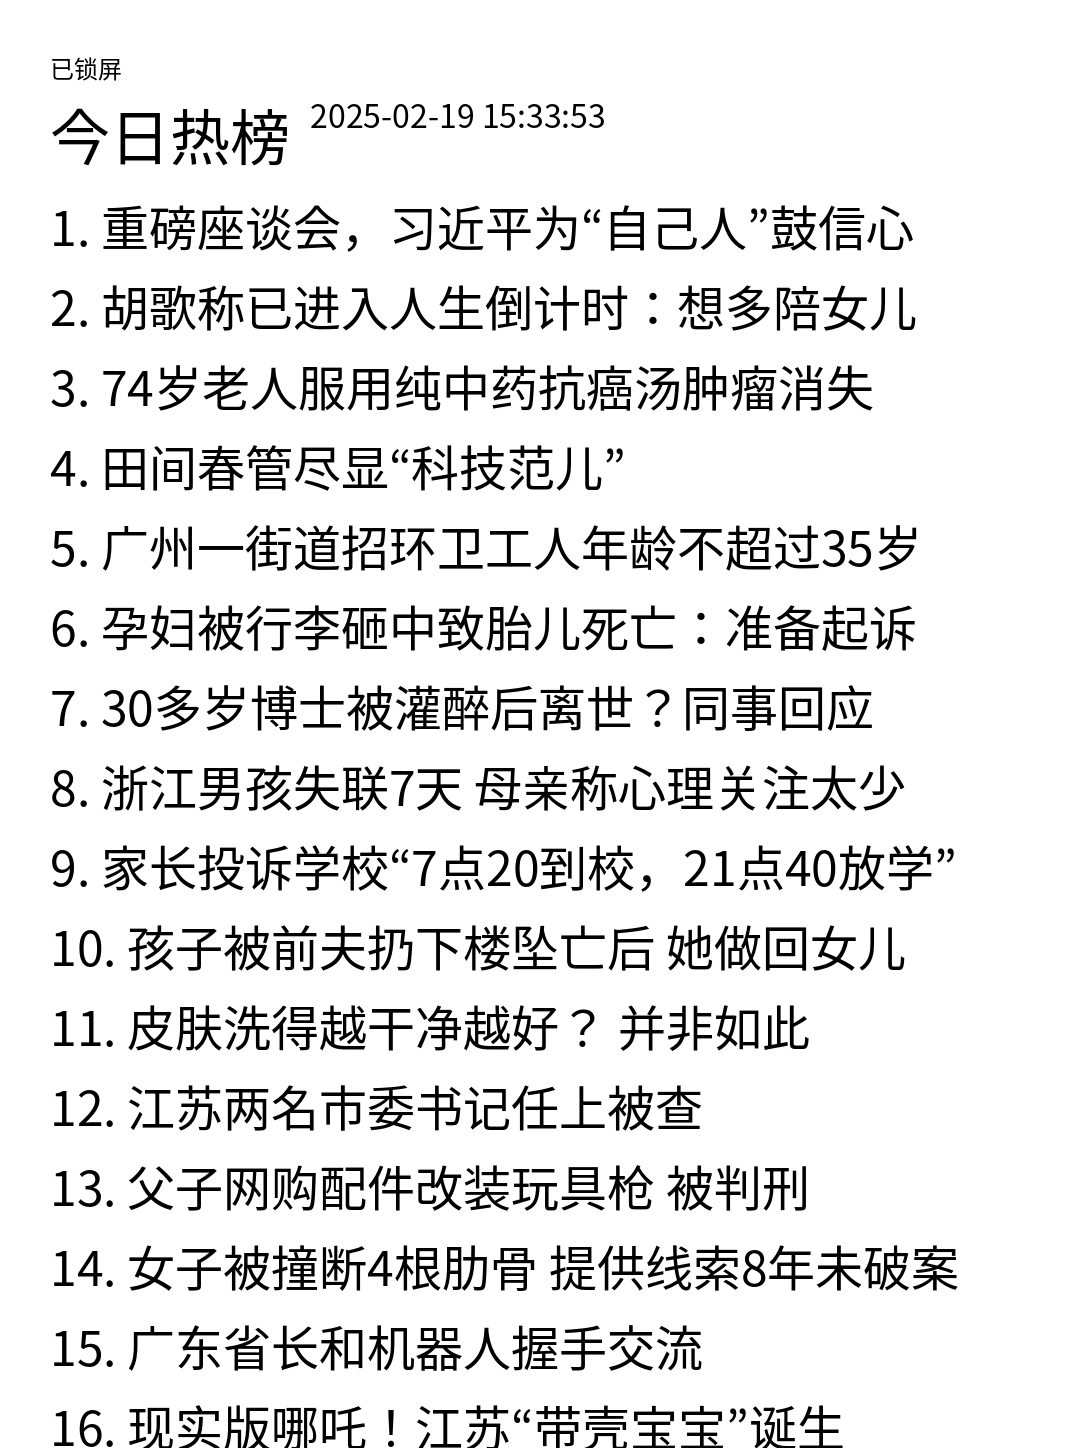 已锁屏
今日热榜 2025-02-19 15:33:53
1. 重磅座谈会，习近平为“自己人”鼓信心
2. 胡歌称已进入人生倒计时：想多陪女儿
3. 74岁老人服用纯中药抗癌汤肿瘤消失
4. 田间春管尽显“科技范儿”
5. 广州一街道招环卫工人年龄不超过35岁
6. 孕妇被行李砸中致胎儿死亡：准备起诉
7. 30多岁博士被灌醉后离世？同事回应
8. 浙江男孩失联7天 母亲称心理关注太少
9. 家长投诉学校“7点20到校，21点40放学”
10. 孩子被前夫扔下楼坠亡后 她做回女儿
11. 皮肤洗得越干净越好？ 并非如此
12. 江苏两名市委书记任上被查
13. 父子网购配件改装玩具枪 被判刑
14. 女子被撞断4根肋骨 提供线索8年未破案
15. 广东省长和机器人握手交流
16. 现实版哪吒！江苏“带壳宝宝”诞生